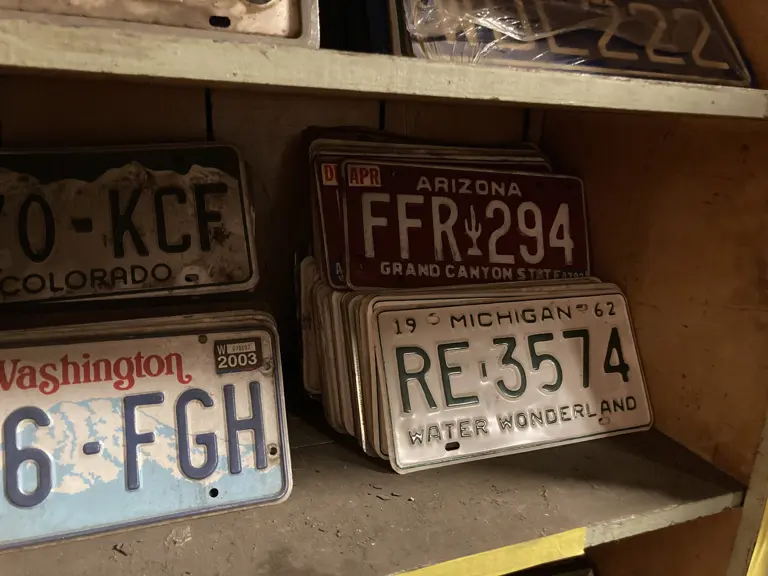 222
0-KCF
COLORADO
Washington
W
2003
6-FGH
APR
ARIZONA
FFR 294
GRAND CANYON STATE
19 MICHIGAN 62
RE 3574
WATER WONDERLAND